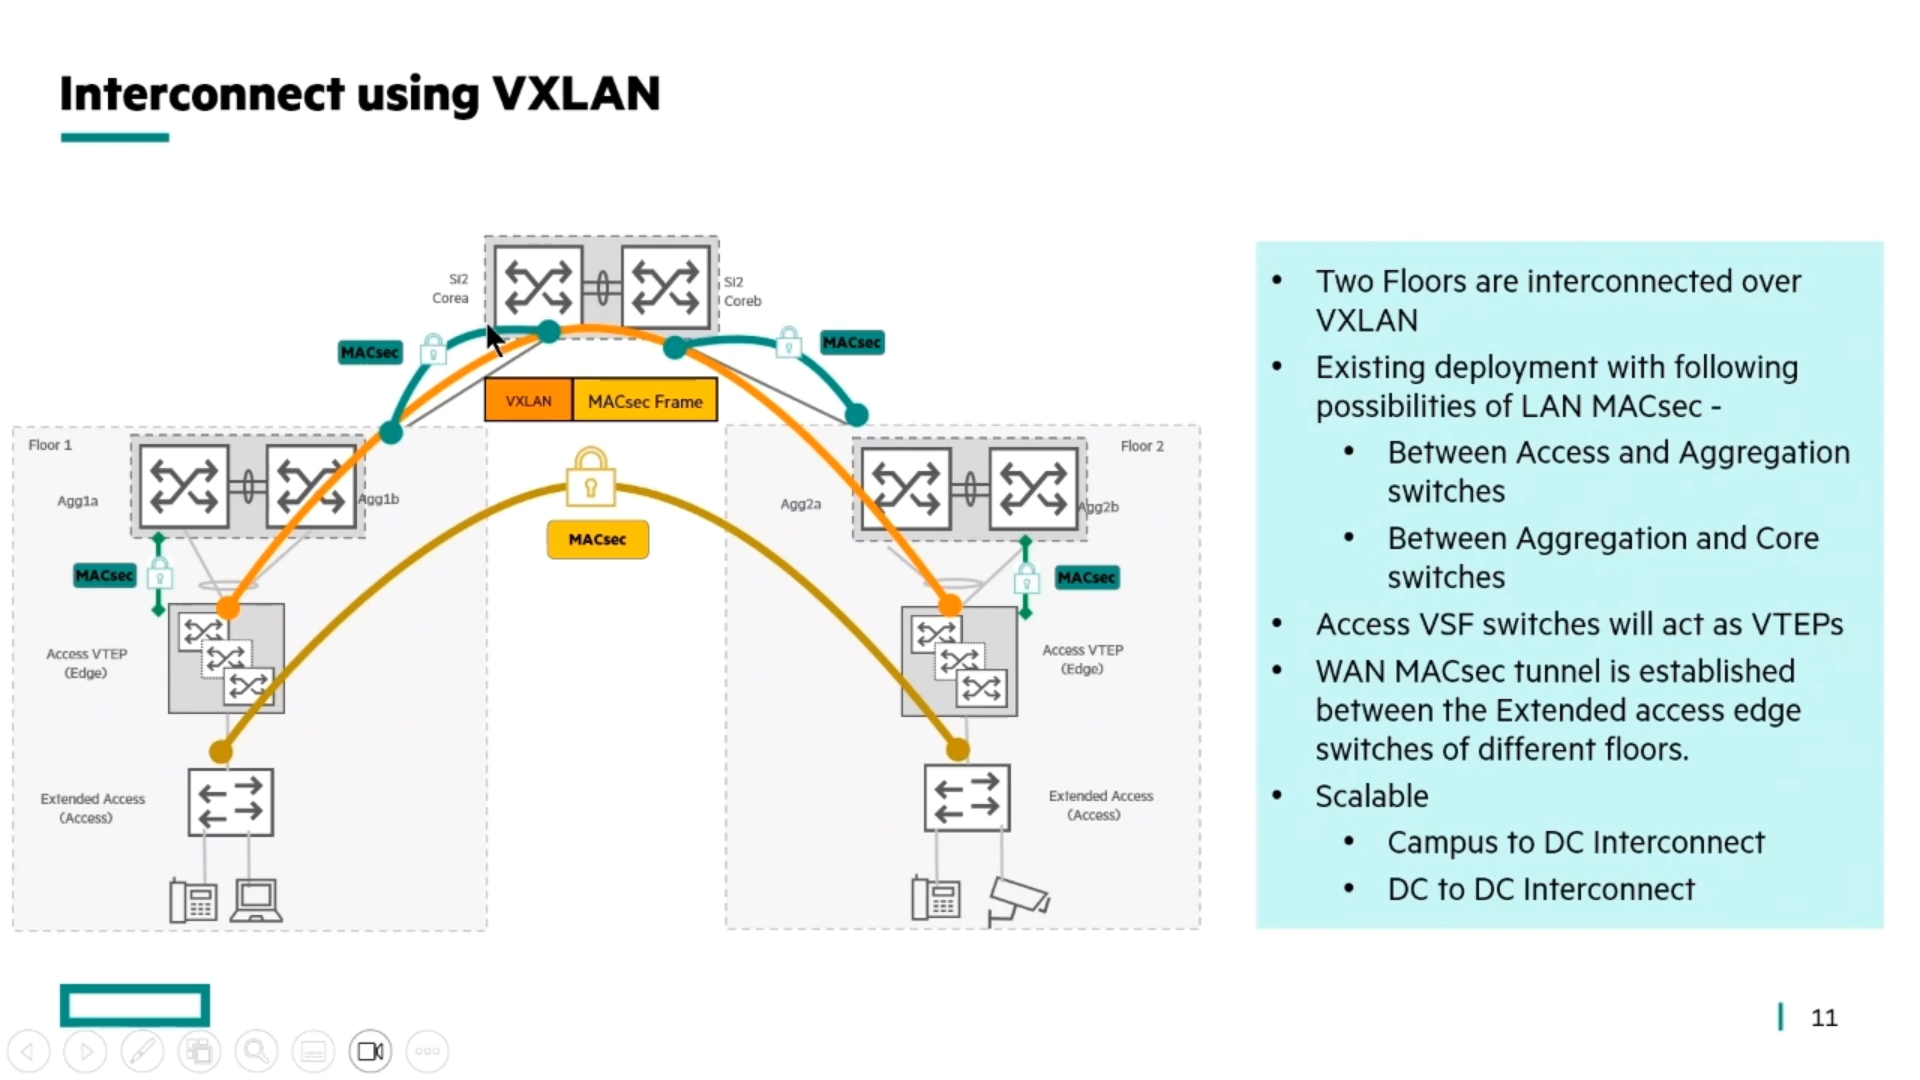 Interconnect using VXLAN
SI2
Corea
SI2
Coreb
MACsec
MACsec
VXLAN
MACsec Frame
Floor 1
Floor 2
Agg1a
Agg1b
Agg2a
Agg2b
MACsec
MACsec
MACsec
Access VTEP
(Edge)
Access VTEP
(Edge)
Extended Access
(Access)
Extended Access
(Access)
• Two Floors are interconnected over
VXLAN
• Existing deployment with following
possibilities of LAN MACsec -
• Between Access and Aggregation
switches
• Between Aggregation and Core
switches
• Access VSF switches will act as VTEPs
• WAN MACsec tunnel is established
between the Extended access edge
switches of different floors.
• Scalable
• Campus to DC Interconnect
• DC to DC Interconnect
11